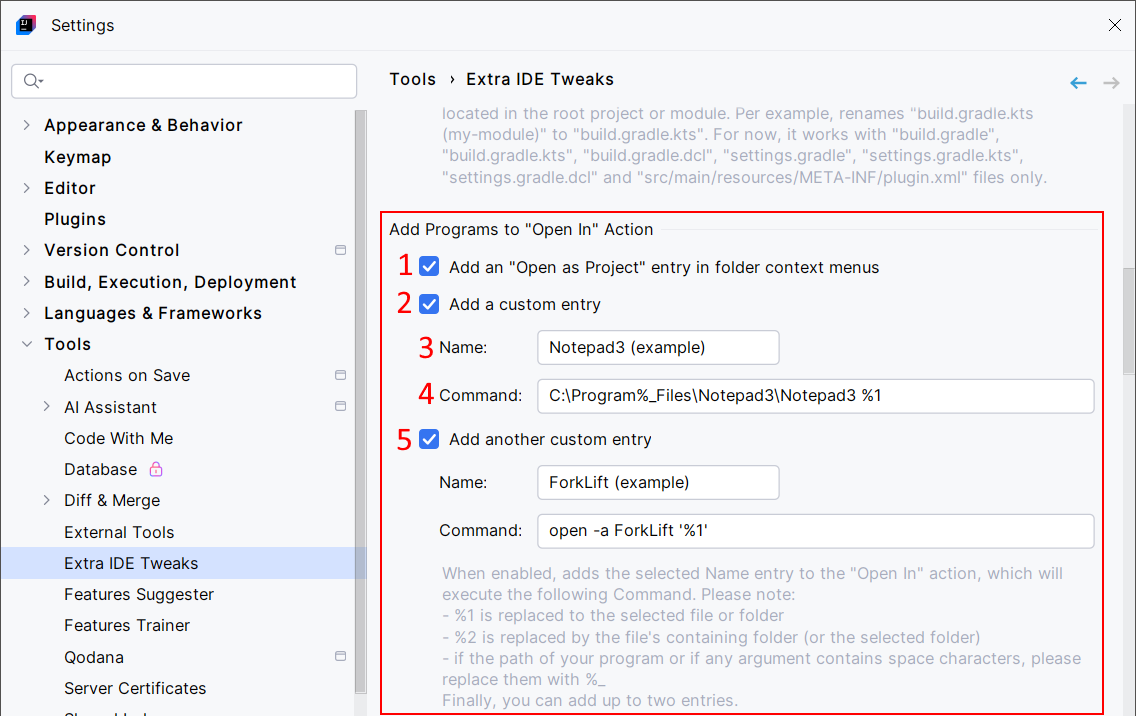 Settings
Tools › Extra IDE Tweaks
Appearance & Behavior
Keymap
Editor
Plugins
Version Control
Build, Execution, Deployment
Languages & Frameworks
Tools
Actions on Save
AI Assistant
Code With Me
Database
Diff & Merge
External Tools
Extra IDE Tweaks
Features Suggester
Features Trainer
Qodana
Server Certificates
located in the root project or module. Per example, renames "build.gradle.kts
(my-module)" to "build.gradle.kts". For now, it works with "build.gradle",
"build.gradle.kts", "build.gradle.dcl", "settings.gradle", "settings.gradle.kts",
"settings.gradle.dcl" and "src/main/resources/META-INF/plugin.xml" files only.
Add Programs to "Open In" Action
1 Add an "Open as Project" entry in folder context menus
2 Add a custom entry
3 Name: Notepad3 (example)
4 Command: C:\Program%_Files\Notepad3\Notepad3 %1
5 Add another custom entry
Name: ForkLift (example)
Command: open -a ForkLift '%1'
When enabled, adds the selected Name entry to the "Open In" action, which will
execute the following Command. Please note:
- %1 is replaced to the selected file or folder
- %2 is replaced by the file's containing folder (or the selected folder)
- if the path of your program or if any argument contains space characters, please
replace them with %_
Finally, you can add up to two entries.